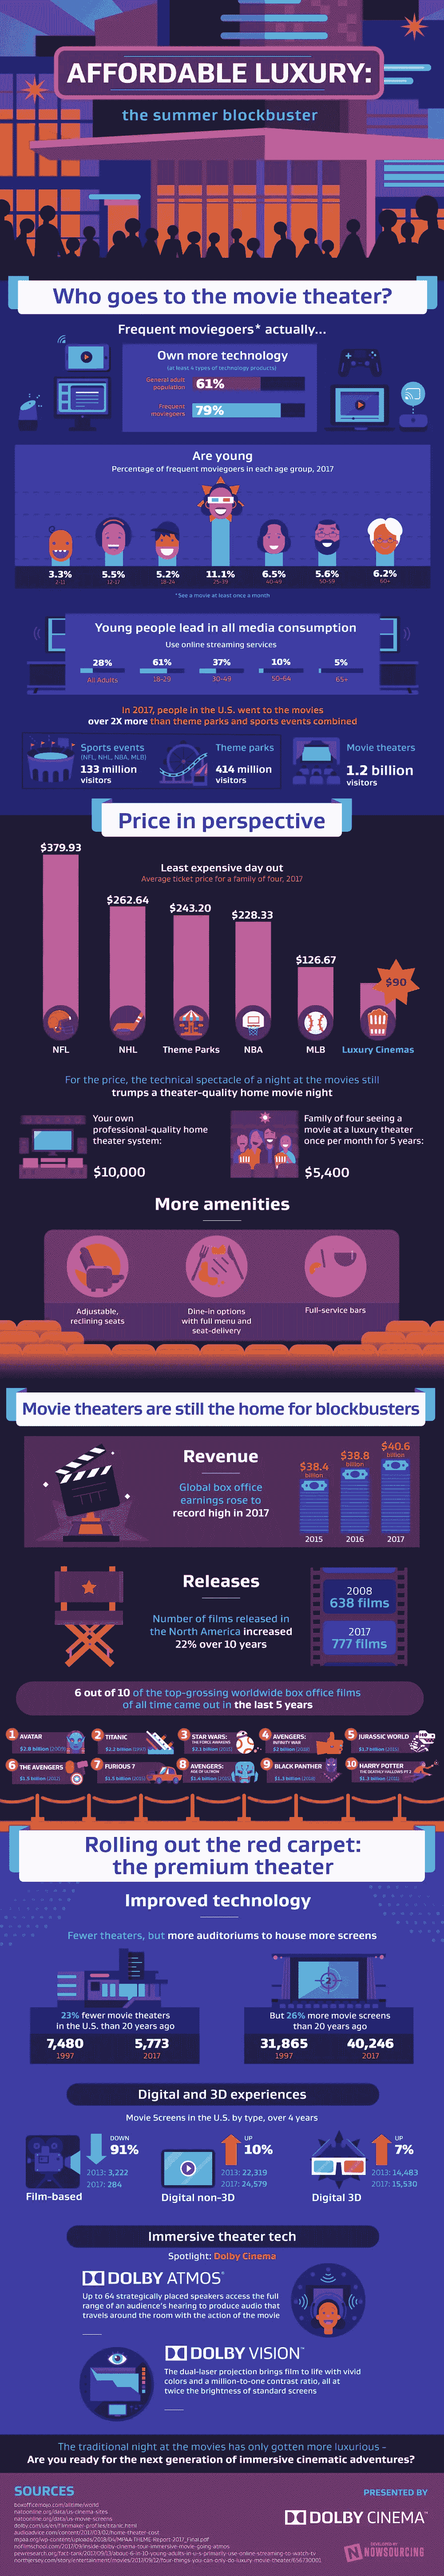 AFFORDABLE LUXURY:
the summer blockbuster
Who goes to the movie theater?
Frequent moviegoers* actually...
Own more technology
(at least 4 types of technology products)
General adult
population
61%
Frequent
moviegoers
79%
Are young
Percentage of frequent moviegoers in each age group, 2017
3.3% 5.5% 5.2% 11.1% 6.5% 5.6% 6.2%
2-11 12-17 18-24 25-39 40-49 50-59 60+
*See a movie at least once a month
Young people lead in all media consumption
Use online streaming services
28% 61% 37% 10% 5%
All Adults 18-29 30-49 50-64 65+
In 2017, people in the U.S. went to the movies
over 2X more than theme parks and sports events combined
Sports events
(NFL, NHL, NBA, MLB)
133 million
visitors
Theme parks
414 million
visitors
Movie theaters
1.2 billion
visitors
Price in perspective
Least expensive day out
Average ticket price for a family of four, 2017
$379.93
$262.64
$243.20
$228.33
$126.67
$90
NFL NHL Theme Parks NBA MLB Luxury Cinemas
For the price, the technical spectacle of a night at the movies still
trumps a theater-quality home movie night
Your own
professional-quality home
theater system:
$10,000
Family of four seeing a
movie at a luxury theater
once per month for 5 years:
$5,400
More amenities
Adjustable,
reclining seats
Dine-in options
with full menu and
seat-delivery
Full-service bars
Movie theaters are still the home for blockbusters
Revenue
Global box office
earnings rose to
record high in 2017
$38.4
billion
$38.8
billion
$40.6
billion
2015 2016 2017
Releases
Number of films released in
the North America increased
22% over 10 years
2008
638 films
2017
777 films
6 out of 10 of the top-grossing worldwide box office films
of all time came out in the last 5 years
1 AVATAR
$2.8 billion (2009)
2 TITANIC
$2.2 billion (1997)
3 STAR WARS:
THE FORCE AWAKENS
$2.1 billion (2015)
4 AVENGERS:
INFINITY WAR
$2 billion (2018)
5 JURASSIC WORLD
$1.7 billion (2015)
6 THE AVENGERS
$1.5 billion (2012)
7 FURIOUS 7
$1.5 billion (2015)
8 AVENGERS:
AGE OF ULTRON
$1.4 billion (2015)
9 BLACK PANTHER
$1.3 billion (2018)
10 HARRY POTTER
THE DEATHLY HALLOWS PT 2
$1.3 billion (2011)
Rolling out the red carpet:
the premium theater
Improved technology
Fewer theaters, but more auditoriums to house more screens
23% fewer movie theaters
in the U.S. than 20 years ago
7,480 5,773
1997 2017
But 26% more movie screens
than 20 years ago
31,865 40,246
1997 2017
Digital and 3D experiences
Movie Screens in the U.S. by type, over 4 years
DOWN
91%
2013: 3,222
2017: 284
Film-based
UP
10%
2013: 22,319
2017: 24,579
Digital non-3D
UP
7%
2013: 14,483
2017: 15,530
Digital 3D
Immersive theater tech
Spotlight: Dolby Cinema
DOLBY ATMOS®
Up to 64 strategically placed speakers access the full
range of an audience's hearing to produce audio that
travels around the room with the action of the movie
DOLBY VISION™
The dual-laser projection brings film to life with vivid
colors and a million-to-one contrast ratio, all at
twice the brightness of standard screens
The traditional night at the movies has only gotten more luxurious –
Are you ready for the next generation of immersive cinematic adventures?
SOURCES
boxofficemojo.com/alltime/world
natoonline.org/data/us-cinema-sites
natoonline.org/data/us-movie-screens
PRESENTED BY
DOLBY CINEMA™
DEVELOPED BY
NOWSOURCING